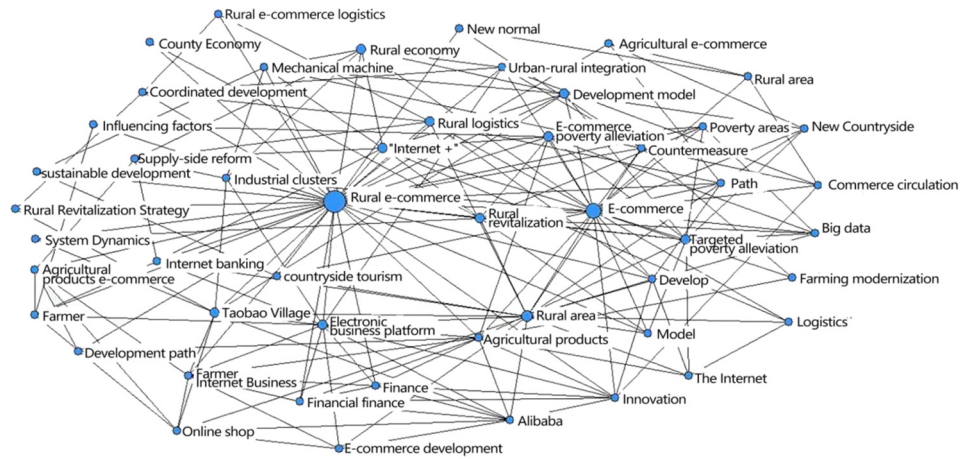 Rural e-commerce logistics
New normal
County Economy
Rural economy
Agricultural e-commerce
Mechanical machine
Urban-rural integration
Rural area
Coordinated development
Development model
Influencing factors
Rural logistics
E-commerce
poverty alleviation
Poverty areas
New Countryside
"Internet +"
Countermeasure
Supply-side reform
sustainable development
Industrial clusters
Path
Commerce circulation
Rural e-commerce
Rural Revitalization Strategy
Rural
revitalization
E-commerce
Big data
System Dynamics
Targeted
poverty alleviation
Internet banking
Agricultural
products e-commerce
countryside tourism
Develop
Farming modernization
Farmer
Taobao Village
Electronic
business platform
Rural area
Logistics
Agricultural products
Model
Development path
Farmer
Internet Business
Finance
The Internet
Financial finance
Innovation
Alibaba
Online shop
E-commerce development